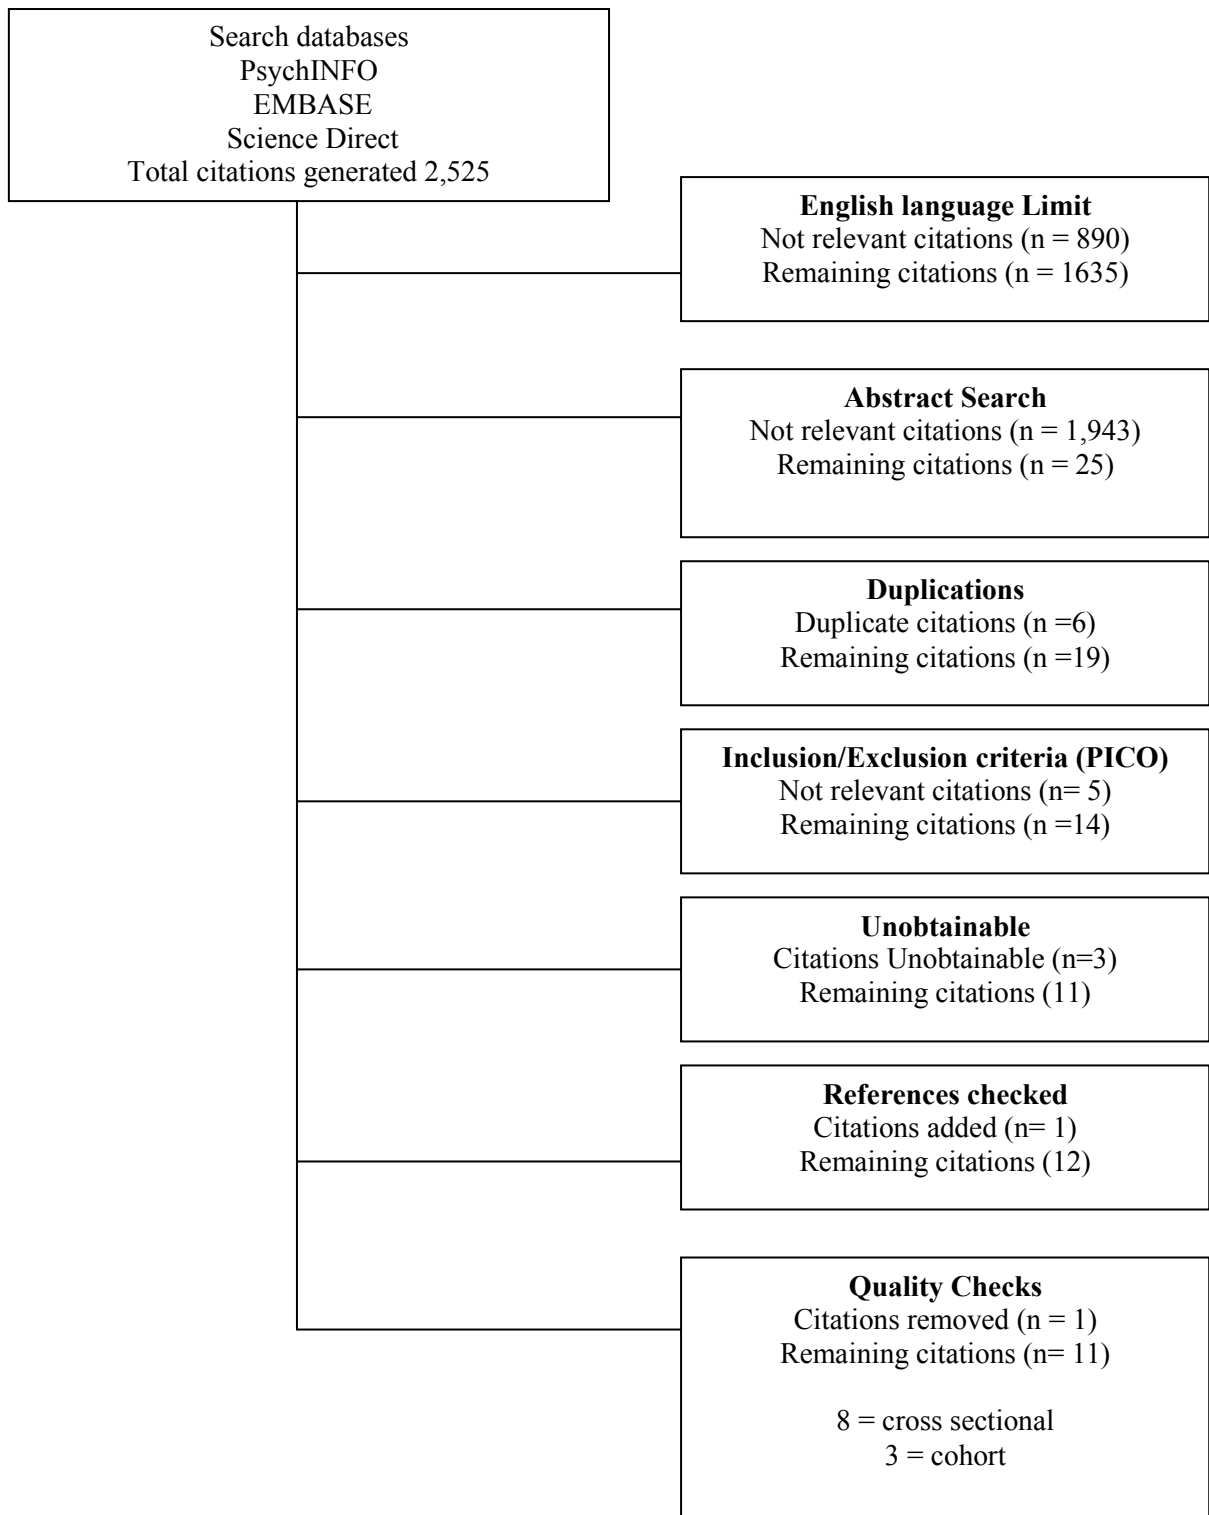 Search databases
PsychINFO
EMBASE
Science Direct
Total citations generated 2,525
English language Limit
Not relevant citations (n = 890)
Remaining citations (n = 1635)
Abstract Search
Not relevant citations (n = 1,943)
Remaining citations (n = 25)
Duplications
Duplicate citations (n =6)
Remaining citations (n =19)
Inclusion/Exclusion criteria (PICO)
Not relevant citations (n= 5)
Remaining citations (n =14)
Unobtainable
Citations Unobtainable (n=3)
Remaining citations (11)
References checked
Citations added (n= 1)
Remaining citations (12)
Quality Checks
Citations removed (n = 1)
Remaining citations (n= 11)
8 = cross sectional
3 = cohort